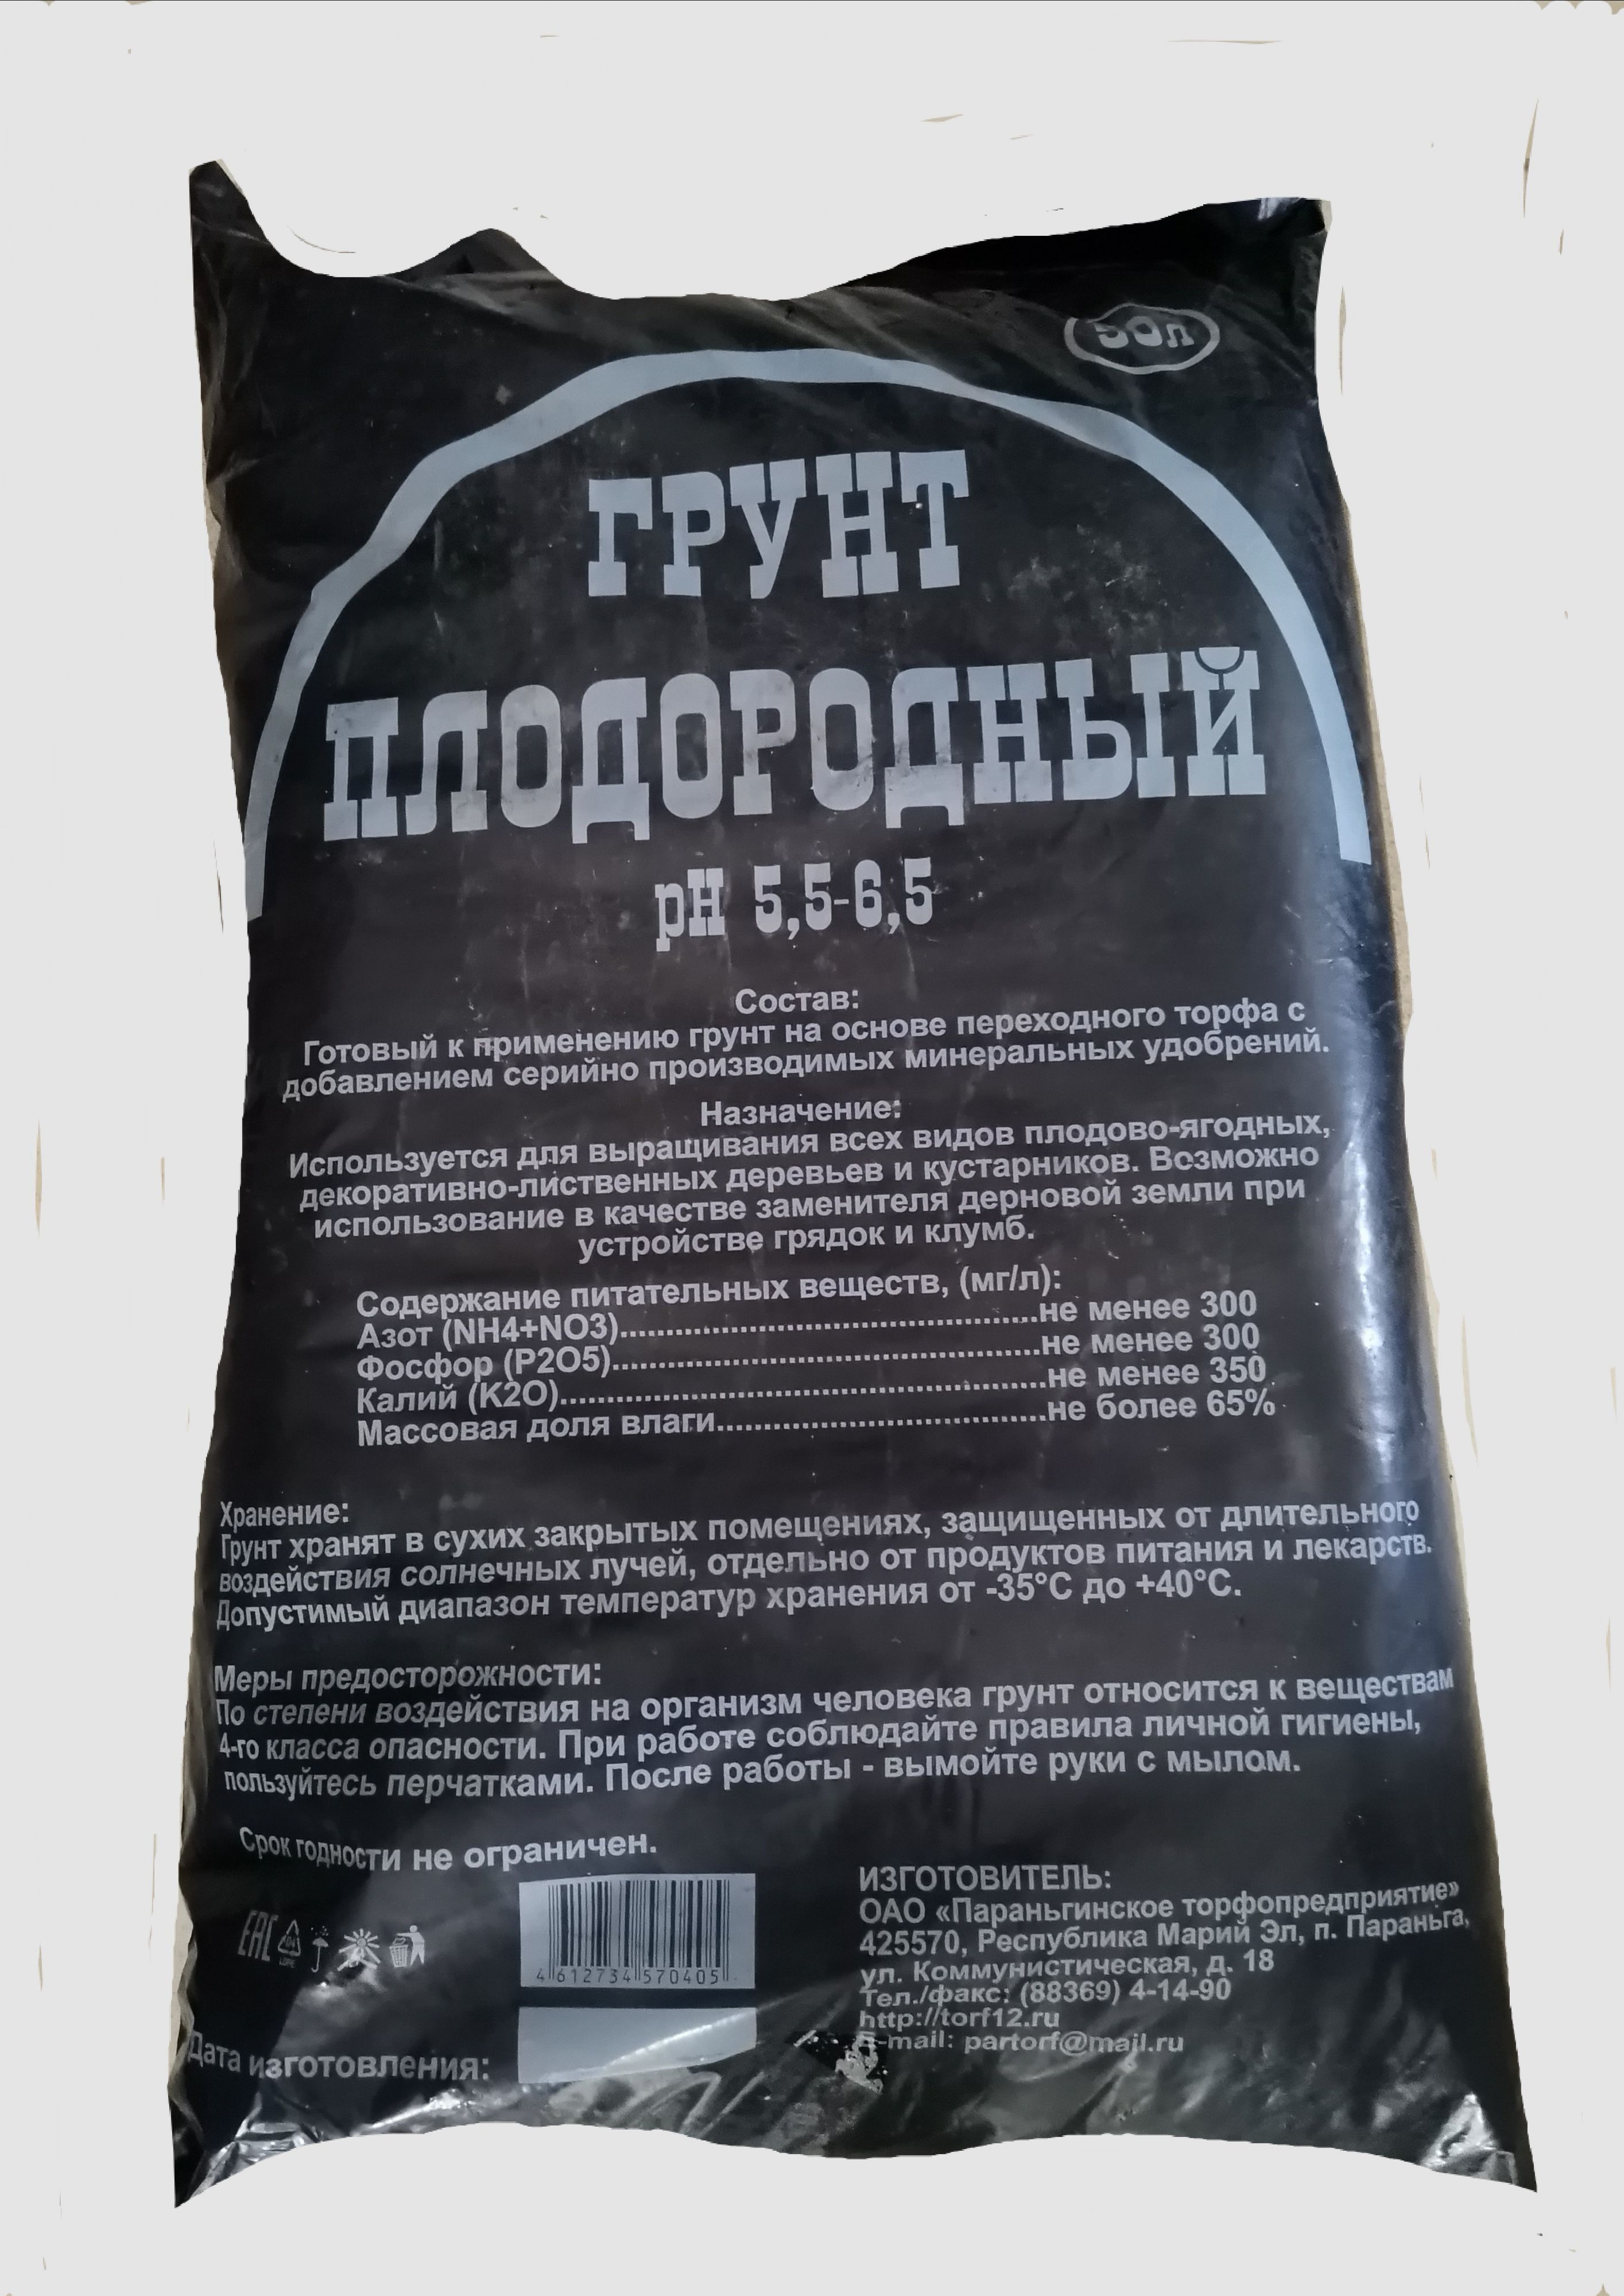 50л
ГРУНТ
ПЛОДОРОДНЫЙ
pH 5,5-6,5
Состав:
Готовый к применению грунт на основе переходного торфа с
добавлением серийно производимых минеральных удобрений.
Назначение:
Используется для выращивания всех видов плодово-ягодных,
декоративно-лиственных деревьев и кустарников. Возможно
использование в качестве заменителя дерновой земли при
устройстве грядок и клумб.
Содержание питательных веществ, (мг/л):
Азот (NH4+NO3)..............................................не менее 300
Фосфор (P2O5)...............................................не менее 300
Калий (K2O).....................................................не менее 350
Массовая доля влаги....................................не более 65%
Хранение:
Грунт хранят в сухих закрытых помещениях, защищенных от длительного
воздействия солнечных лучей, отдельно от продуктов питания и лекарств.
Допустимый диапазон температур хранения от -35°С до +40°С.
Меры предосторожности:
По степени воздействия на организм человека грунт относится к веществам
4-го класса опасности. При работе соблюдайте правила личной гигиены,
пользуйтесь перчатками. После работы - вымойте руки с мылом.
Срок годности не ограничен.
EAC
04
LDPE
4 612734 570405
Дата изготовления:
ИЗГОТОВИТЕЛЬ:
ОАО «Параньгинское торфопредприятие»
425570, Республика Марий Эл, п. Параньга,
ул. Коммунистическая, д. 18
Тел./факс: (88369) 4-14-90
http://torf12.ru
E-mail: partorf@mail.ru